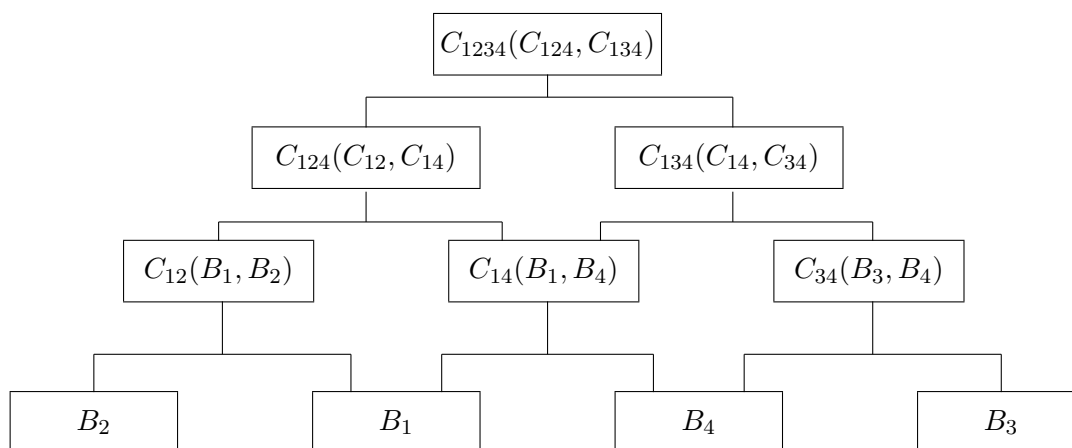 C₁₂₃₄(C₁₂₄, C₁₃₄)
C₁₂₄(C₁₂, C₁₄) C₁₃₄(C₁₄, C₃₄)
C₁₂(B₁, B₂) C₁₄(B₁, B₄) C₃₄(B₃, B₄)
B₂ B₁ B₄ B₃